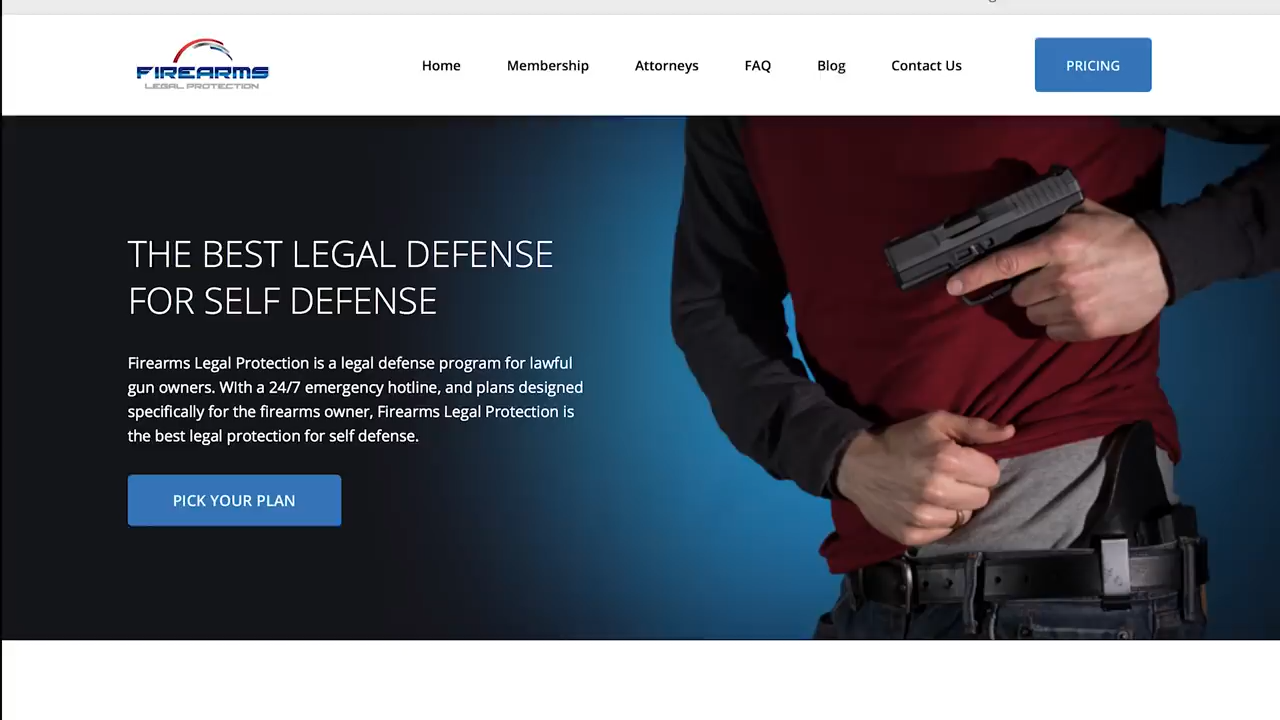 FIREARMS
LEGAL PROTECTION
Home
Membership
Attorneys
FAQ
Blog
Contact Us
PRICING
THE BEST LEGAL DEFENSE
FOR SELF DEFENSE
Firearms Legal Protection is a legal defense program for lawful
gun owners. WIth a 24/7 emergency hotline, and plans designed
specifically for the firearms owner, Firearms Legal Protection is
the best legal protection for self defense.
PICK YOUR PLAN